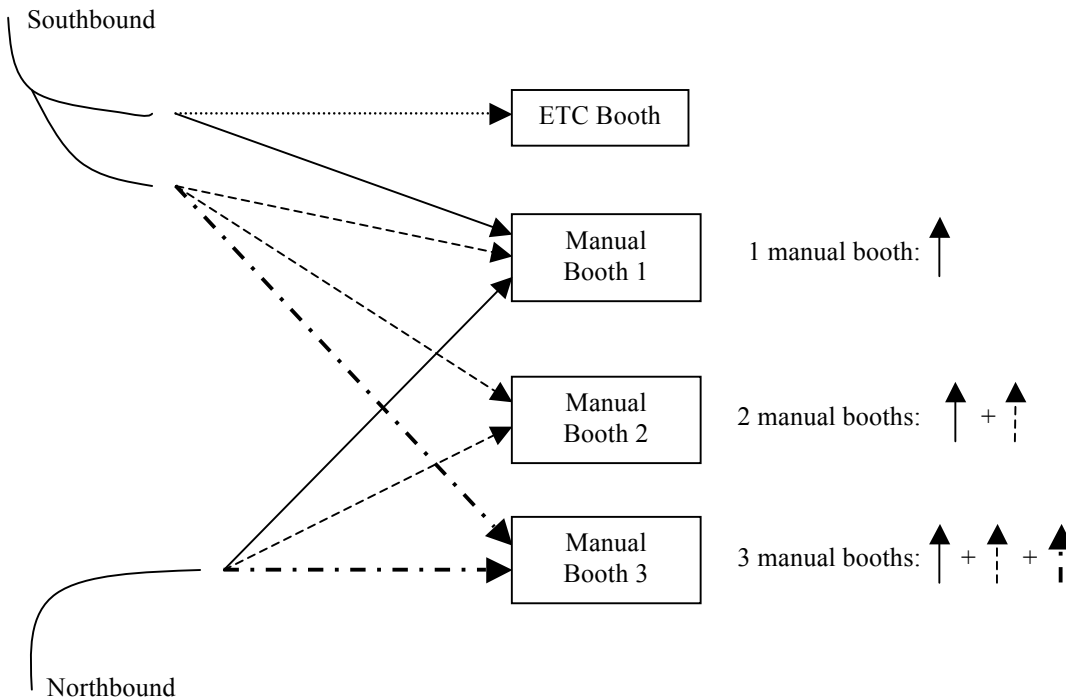 Southbound
ETC Booth
Manual
Booth 1
1 manual booth:
Manual
Booth 2
2 manual booths: +
Manual
Booth 3
3 manual booths: + +
Northbound